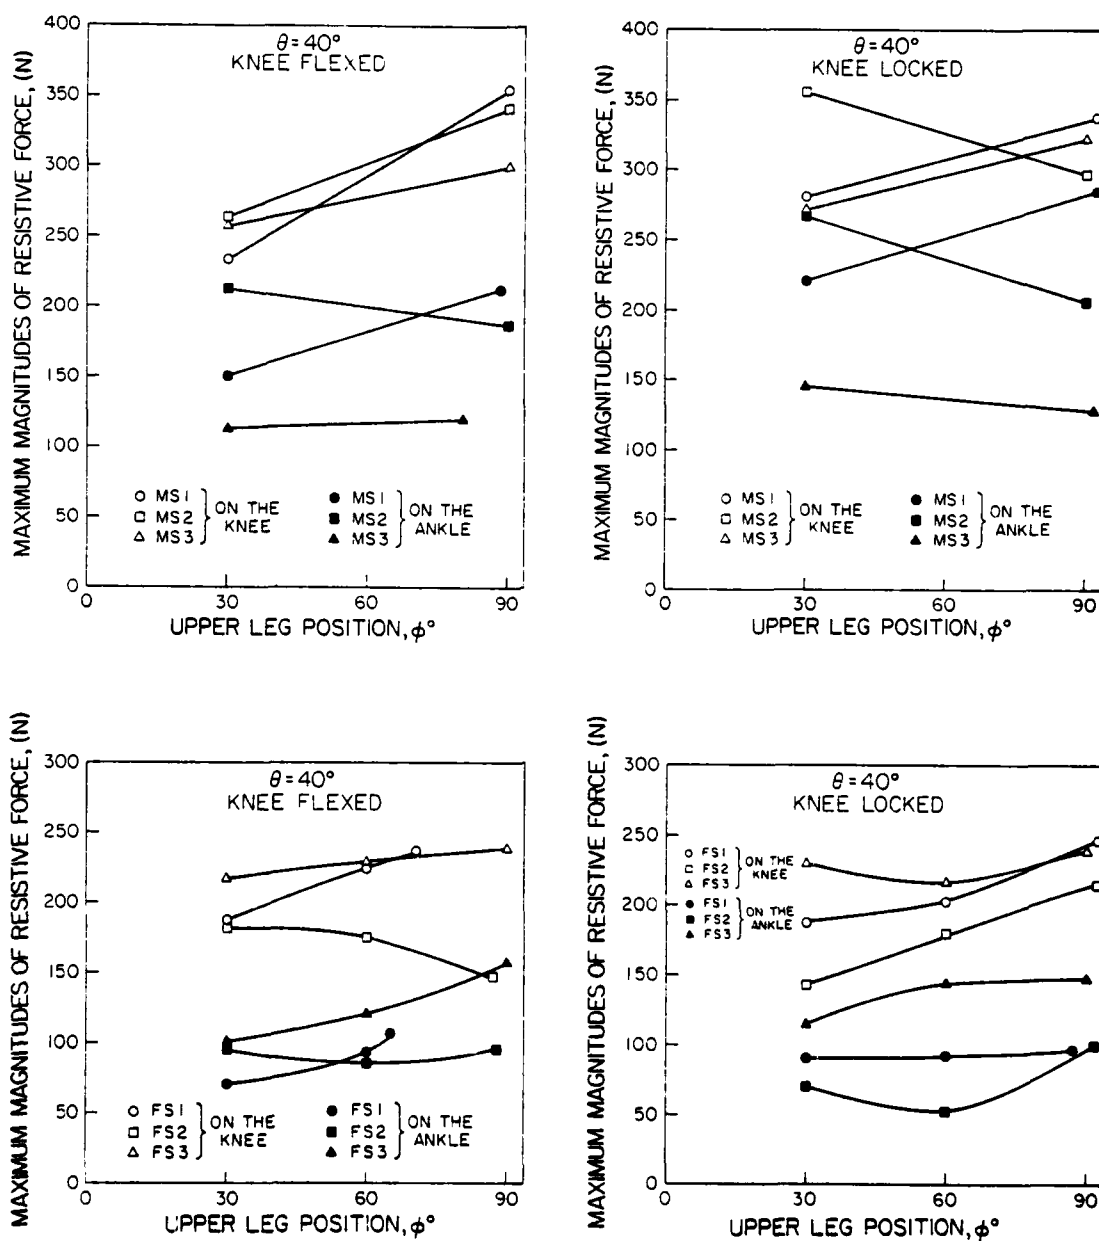 MAXIMUM MAGNITUDES OF RESISTIVE FORCE, (N)
400
350
300
250
200
150
100
50
0
θ=40°
KNEE FLEXED
○ MS1
□ MS2
△ MS3
ON THE
KNEE
● MS1
■ MS2
▲ MS3
ON THE
ANKLE
0 30 60 90
UPPER LEG POSITION, φ°
MAXIMUM MAGNITUDES OF RESISTIVE FORCE, (N)
400
350
300
250
200
150
100
50
0
θ=40°
KNEE LOCKED
○ MS1
□ MS2
△ MS3
ON THE
KNEE
● MS1
■ MS2
▲ MS3
ON THE
ANKLE
0 30 60 90
UPPER LEG POSITION, φ°
MAXIMUM MAGNITUDES OF RESISTIVE FORCE, (N)
300
250
200
150
100
50
0
θ=40°
KNEE FLEXED
○ FS1
□ FS2
△ FS3
ON THE
KNEE
● FS1
■ FS2
▲ FS3
ON THE
ANKLE
0 30 60 90
UPPER LEG POSITION, φ°
MAXIMUM MAGNITUDES OF RESISTIVE FORCE, (N)
300
250
200
150
100
50
0
θ=40°
KNEE LOCKED
○ FS1
□ FS2
△ FS3
ON THE
KNEE
● FS1
■ FS2
▲ FS3
ON THE
ANKLE
0 30 60 90
UPPER LEG POSITION, φ°